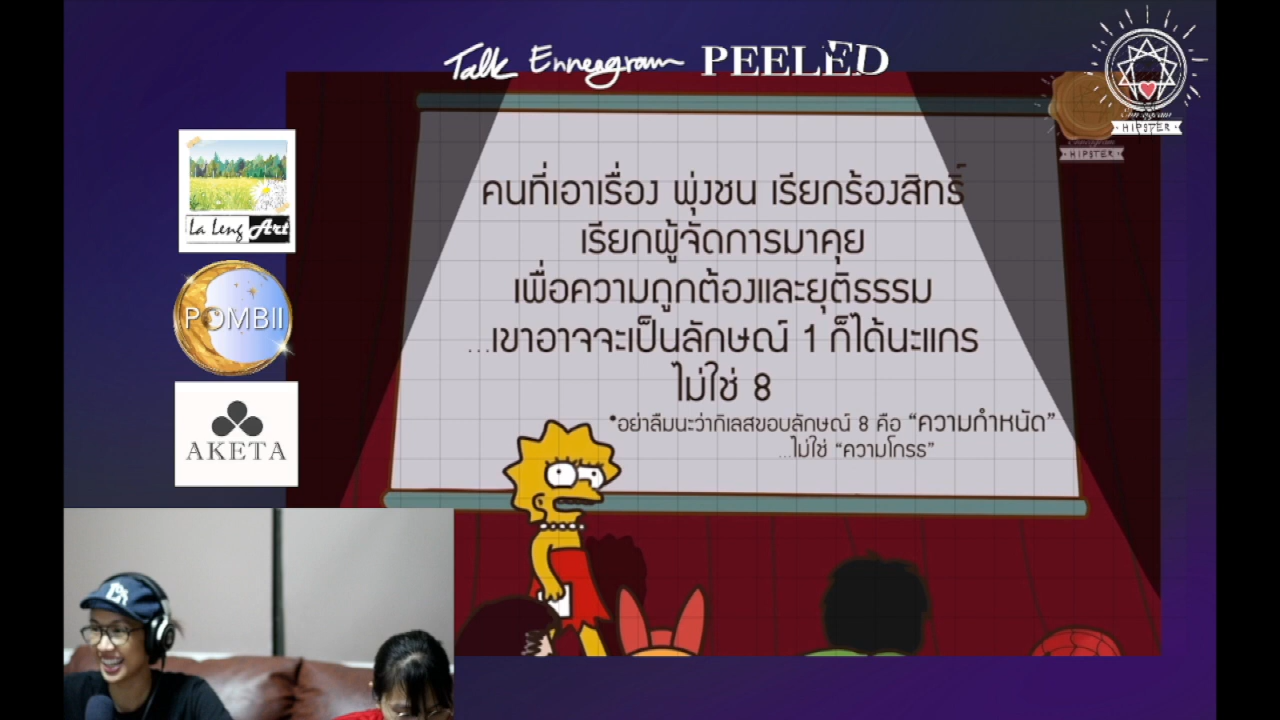 Talk Enneagram PEELED
HIPSTER
HIPSTER
La Leng Art
POMBII
AKETA
คนที่เอาเรื่อง พุ่งชน เรียกร้องสิทธิ์
เรียกผู้จัดการมาคุย
เพื่อความถูกต้องและยุติธรรม
...เขาอาจจะเป็นลักษณ์ 1 ก็ได้นะแกร
ไม่ใช่ 8
*อย่าลืมนะว่ากิเลสของลักษณ์ 8 คือ “ความกำหนัด”
...ไม่ใช่ “ความโกรธ”